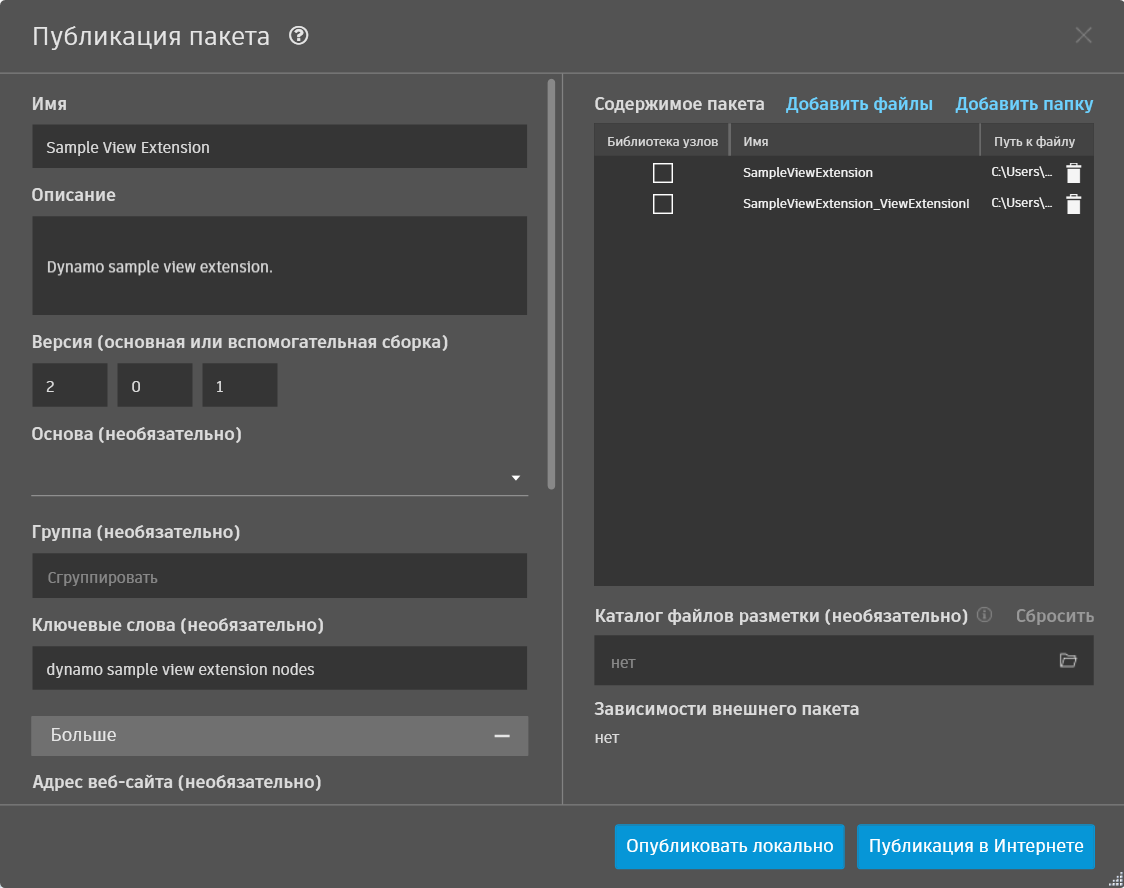 Публикация пакета
Имя
Sample View Extension
Описание
Dynamo sample view extension.
Версия (основная или вспомогательная сборка)
2 0 1
Основа (необязательно)
Группа (необязательно)
Сгруппировать
Ключевые слова (необязательно)
dynamo sample view extension nodes
Больше
Адрес веб-сайта (необязательно)
Содержимое пакета Добавить файлы Добавить папку
Библиотека узлов Имя Путь к файлу
SampleViewExtension C:\Users\...
SampleViewExtension_ViewExtensionI C:\Users\...
Каталог файлов разметки (необязательно) Сбросить
нет
Зависимости внешнего пакета
нет
Опубликовать локально Публикация в Интернете